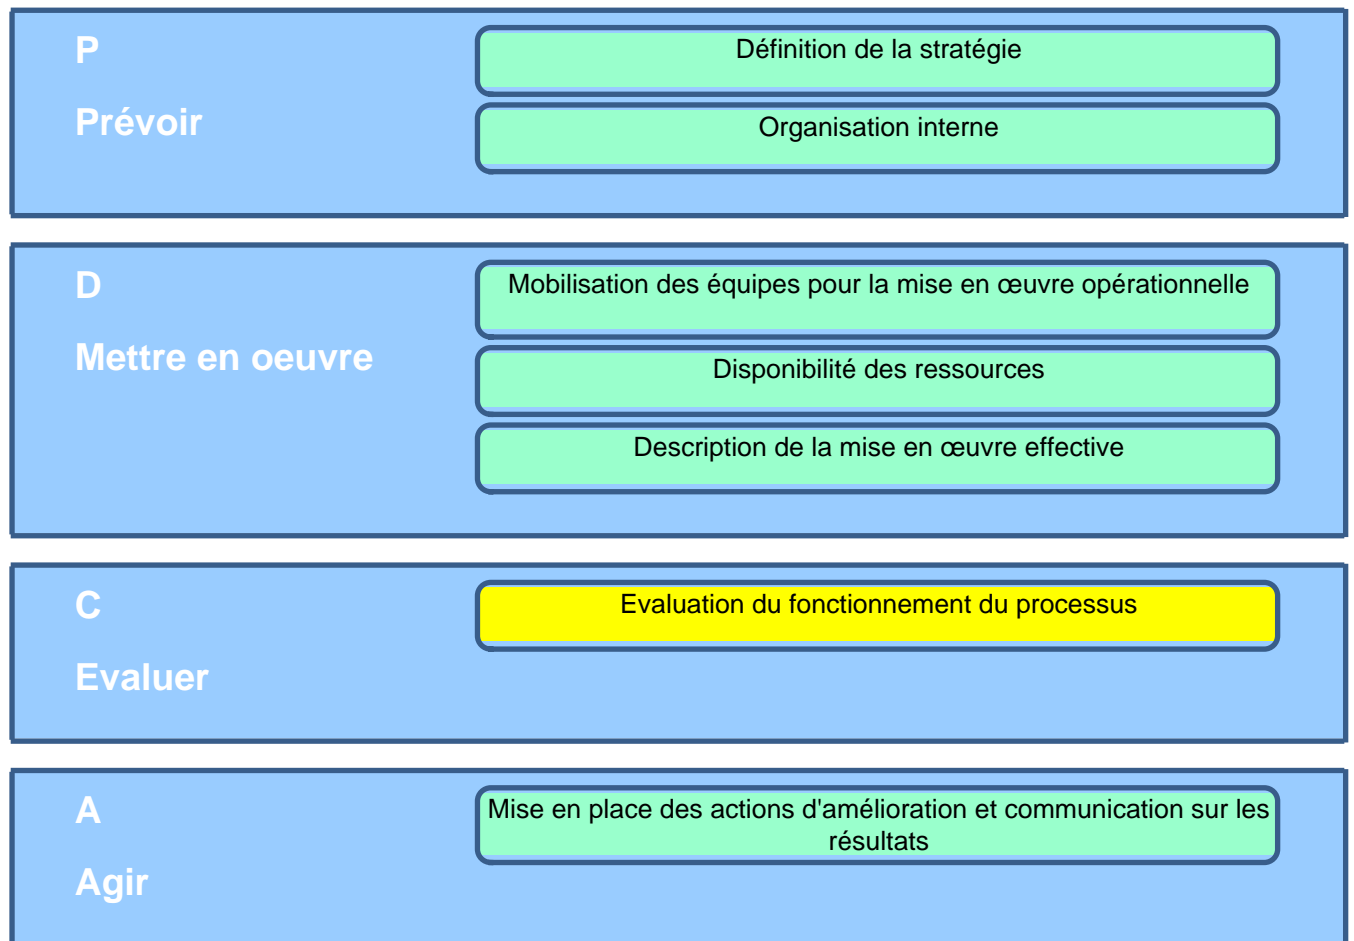 P
Prévoir
Définition de la stratégie
Organisation interne
D
Mettre en oeuvre
Mobilisation des équipes pour la mise en œuvre opérationnelle
Disponibilité des ressources
Description de la mise en œuvre effective
C
Evaluer
Evaluation du fonctionnement du processus
A
Agir
Mise en place des actions d'amélioration et communication sur les
résultats